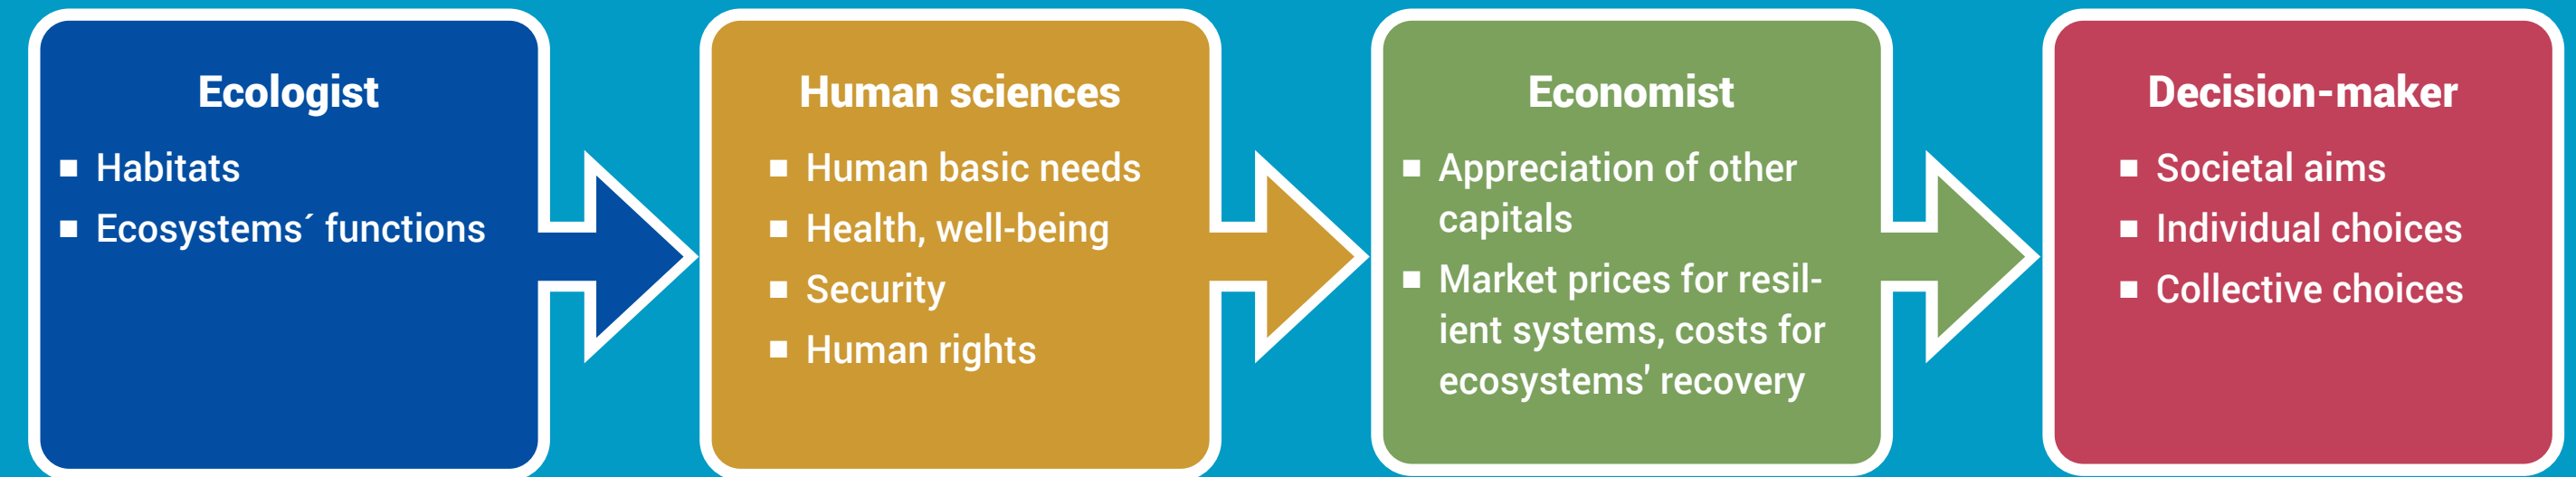 Ecologist
■ Habitats
■ Ecosystems´ functions
Human sciences
■ Human basic needs
■ Health, well-being
■ Security
■ Human rights
Economist
■ Appreciation of other
capitals
■ Market prices for resil-
ient systems, costs for
ecosystems' recovery
Decision-maker
■ Societal aims
■ Individual choices
■ Collective choices